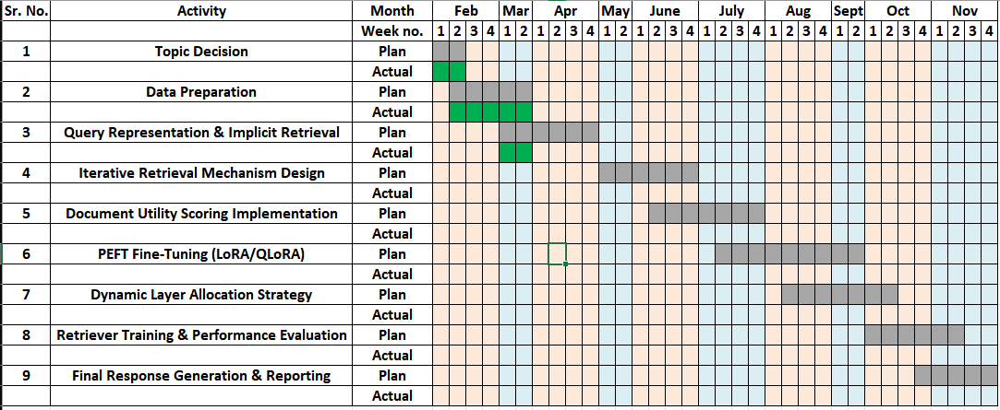 Sr. No. Activity Month Feb Mar Apr May June July Aug Sept Oct Nov
Week no. 1 2 3 4 1 2 1 2 3 4 1 2 1 2 3 4 1 2 3 4 1 2 3 4 1 2 1 2 3 4 1 2 3 4
1 Topic Decision Plan
Actual
2 Data Preparation Plan
Actual
3 Query Representation & Implicit Retrieval Plan
Actual
4 Iterative Retrieval Mechanism Design Plan
Actual
5 Document Utility Scoring Implementation Plan
Actual
6 PEFT Fine-Tuning (LoRA/QLoRA) Plan
Actual
7 Dynamic Layer Allocation Strategy Plan
Actual
8 Retriever Training & Performance Evaluation Plan
Actual
9 Final Response Generation & Reporting Plan
Actual